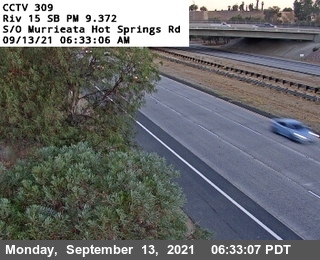 CCTV 309
Riv 15 SB PM 9.372
S/O Murrieata Hot Springs Rd
09/13/21 06:33:06 AM
Monday, September 13, 2021 06:33:07 PDT